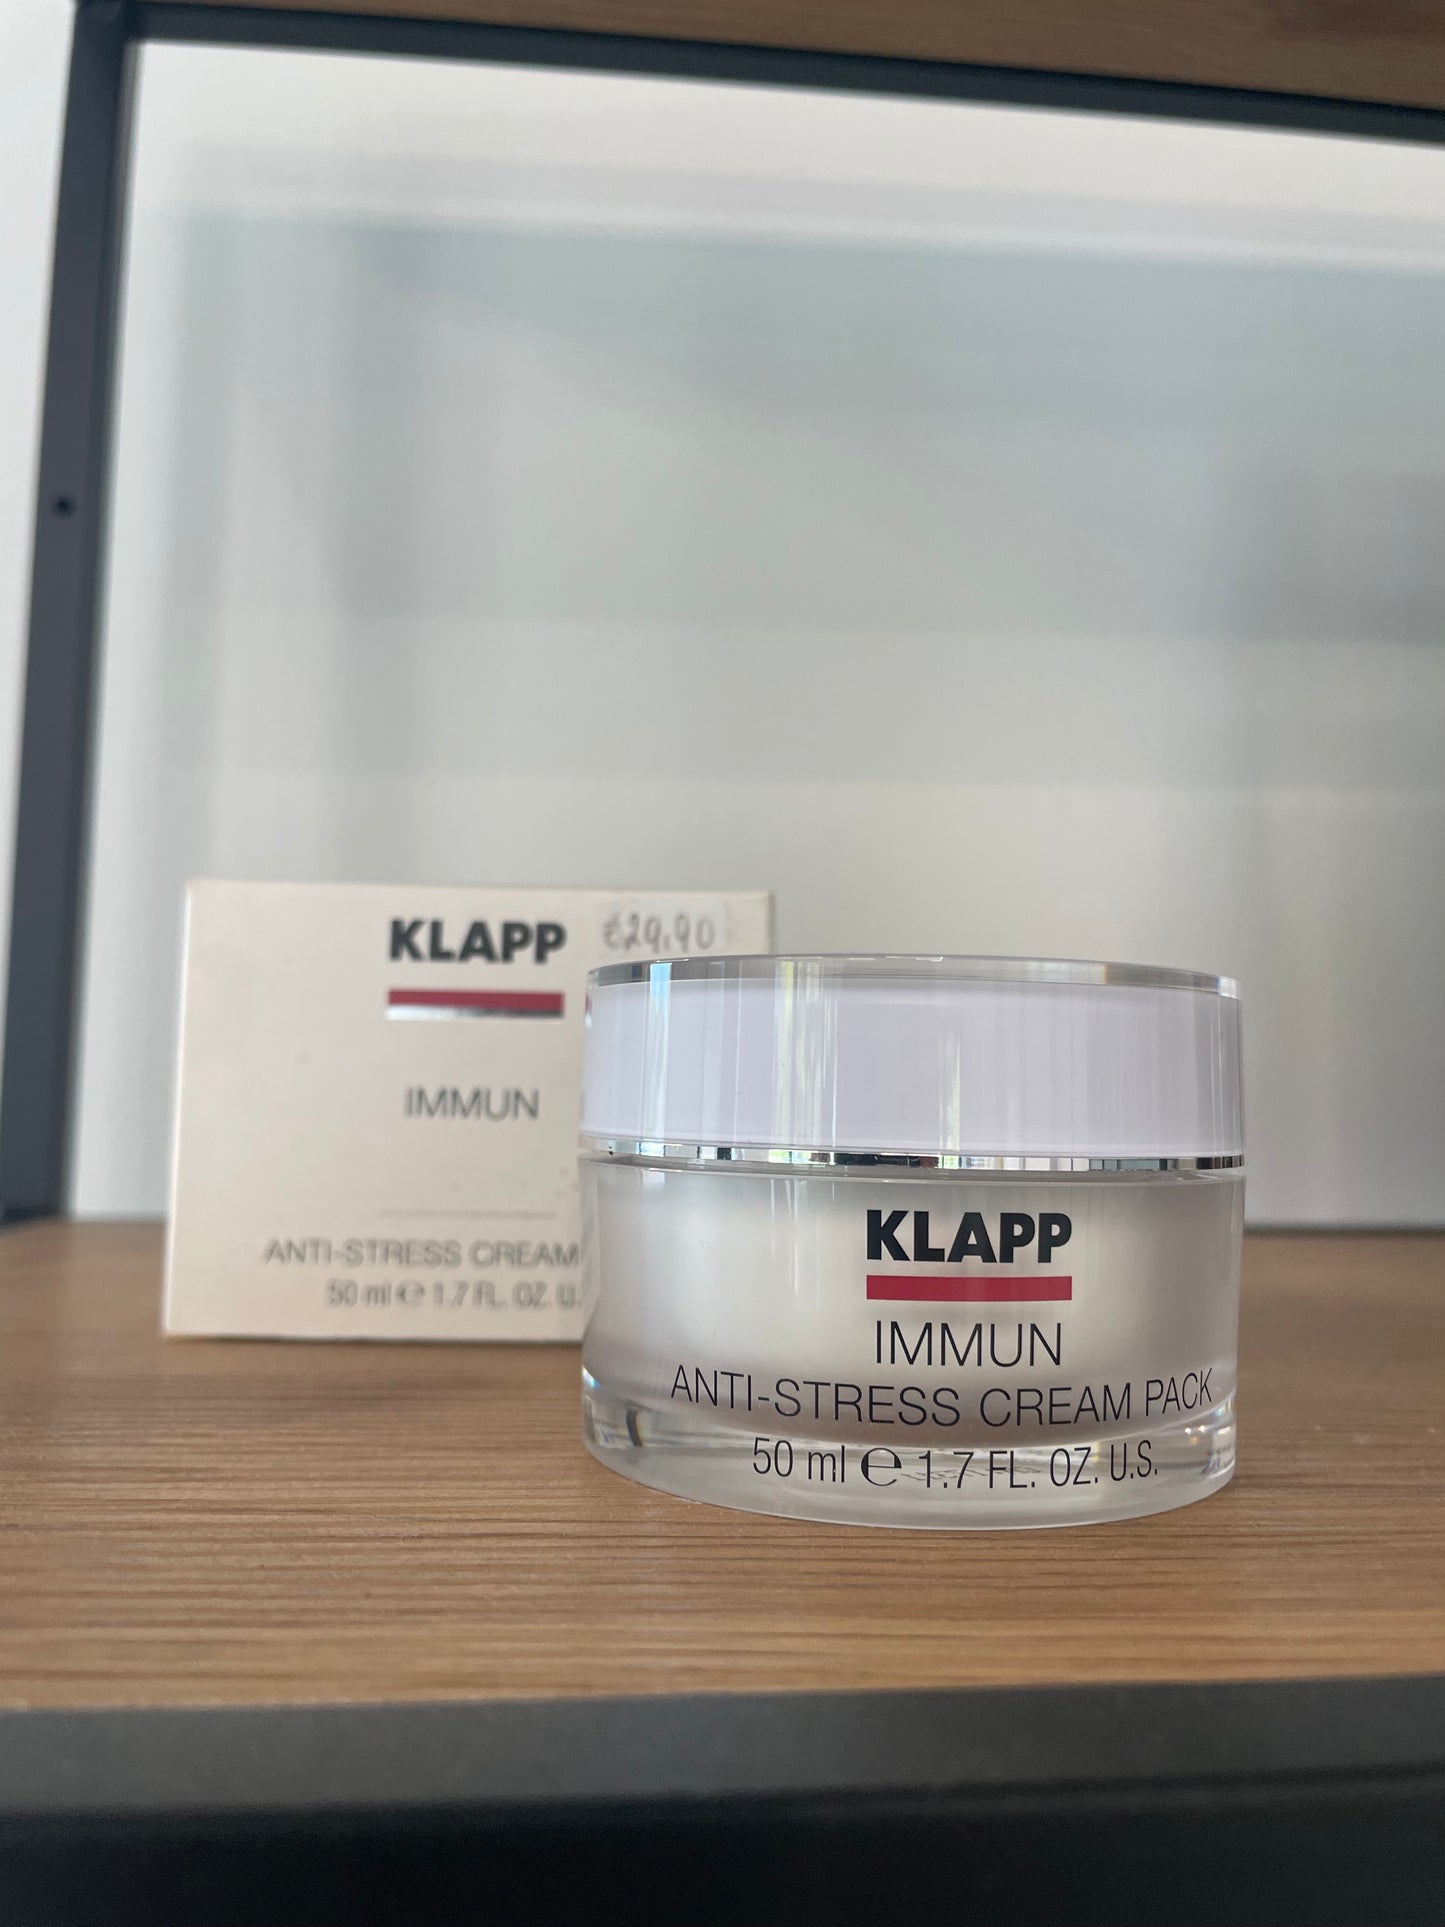 KLAPP €29,90
IMMUN
ANTI-STRESS CREAM
50 ml ℮ 1.7 FL. OZ. U.
KLAPP
IMMUN
ANTI-STRESS CREAM PACK
50 ml ℮ 1.7 FL. OZ. U.S.